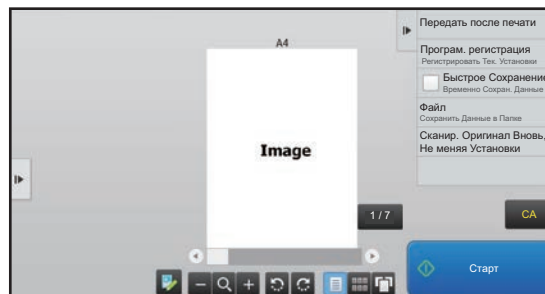 A4
Image
1 / 7
Передать после печати
Програм. регистрация
Регистрировать Тек. Установки
Быстрое Сохранение
Временно Сохран. Данные
Файл
Сохранить Данные в Папке
Сканир. Оригинал Вновь,
Не меняя Установки
CA
Старт